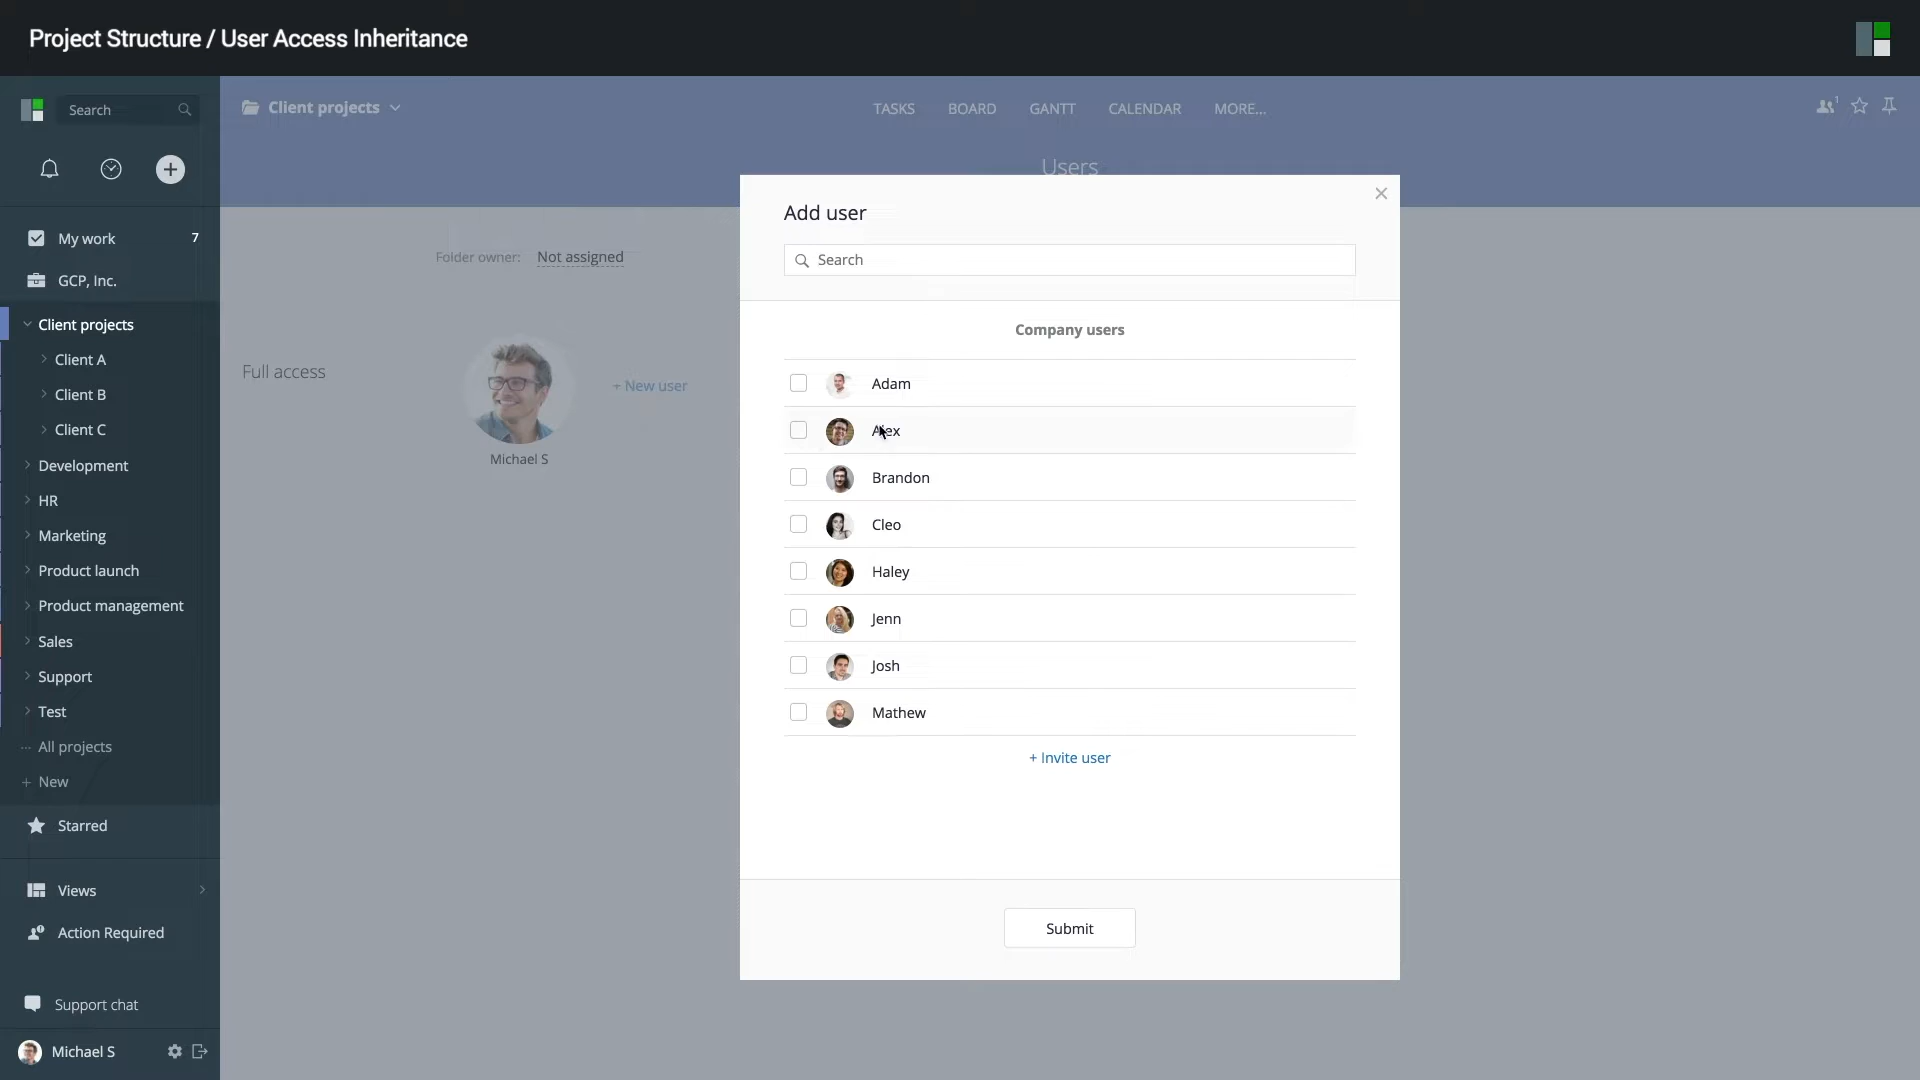 Project Structure / User Access Inheritance
Search
Client projects
TASKS
BOARD
GANTT
CALENDAR
MORE...
1
Users
My work
7
GCP, Inc.
Client projects
Client A
Client B
Client C
Development
HR
Marketing
Product launch
Product management
Sales
Support
Test
··· All projects
+ New
Starred
Views
Action Required
Support chat
Michael S
Folder owner: Not assigned
Full access
Michael S
+ New user
Add user
Search
Company users
Adam
Alex
Brandon
Cleo
Haley
Jenn
Josh
Mathew
+ Invite user
Submit